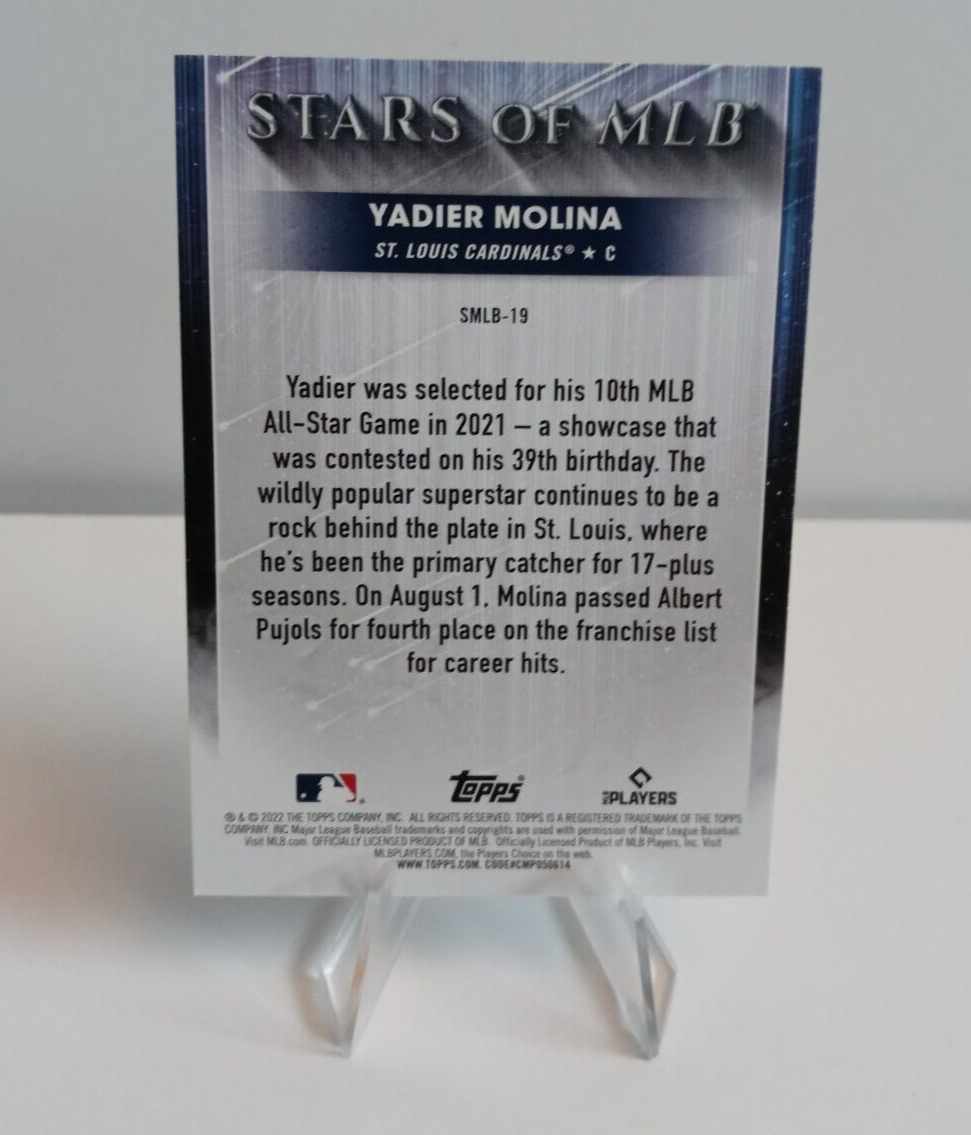 STARS OF MLB™
YADIER MOLINA
ST. LOUIS CARDINALS® ★ C
SMLB-19
Yadier was selected for his 10th MLB
All-Star Game in 2021 — a showcase that
was contested on his 39th birthday. The
wildly popular superstar continues to be a
rock behind the plate in St. Louis, where
he's been the primary catcher for 17-plus
seasons. On August 1, Molina passed Albert
Pujols for fourth place on the franchise list
for career hits.
topps®
MLB PLAYERS
® & © 2022 THE TOPPS COMPANY, INC. ALL RIGHTS RESERVED. TOPPS IS A REGISTERED TRADEMARK OF THE TOPPS
COMPANY, INC. Major League Baseball trademarks and copyrights are used with permission of Major League Baseball.
Visit MLB.com. OFFICIALLY LICENSED PRODUCT OF MLB. Officially Licensed Product of MLB Players, Inc. Visit
MLBPLAYERS.COM, the Players Choice on the web.
WWW.TOPPS.COM. CODE#CMP050614